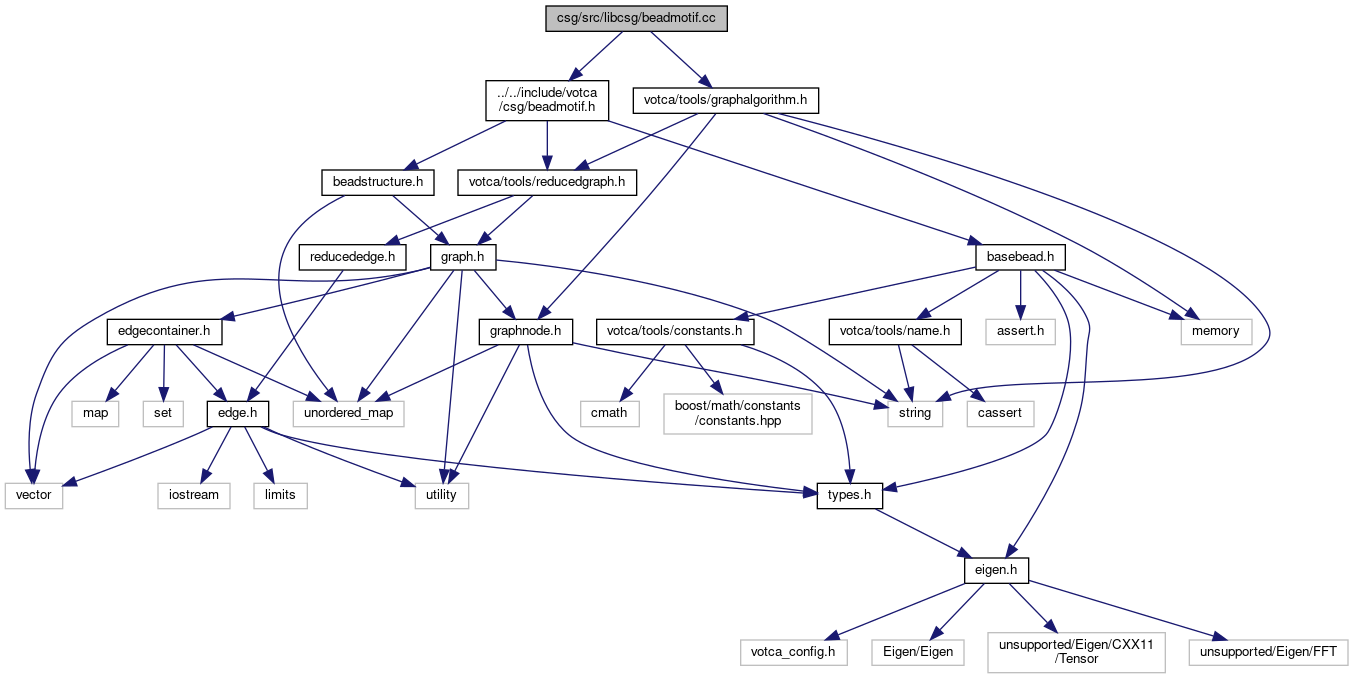 csg/src/libcsg/beadmotif.cc
../../include/votca
/csg/beadmotif.h
votca/tools/graphalgorithm.h
beadstructure.h
votca/tools/reducedgraph.h
reducededge.h
graph.h
basebead.h
edgecontainer.h
graphnode.h
votca/tools/constants.h
votca/tools/name.h
assert.h
memory
map
set
edge.h
unordered_map
cmath
boost/math/constants
/constants.hpp
string
cassert
vector
iostream
limits
utility
types.h
eigen.h
votca_config.h
Eigen/Eigen
unsupported/Eigen/CXX11
/Tensor
unsupported/Eigen/FFT